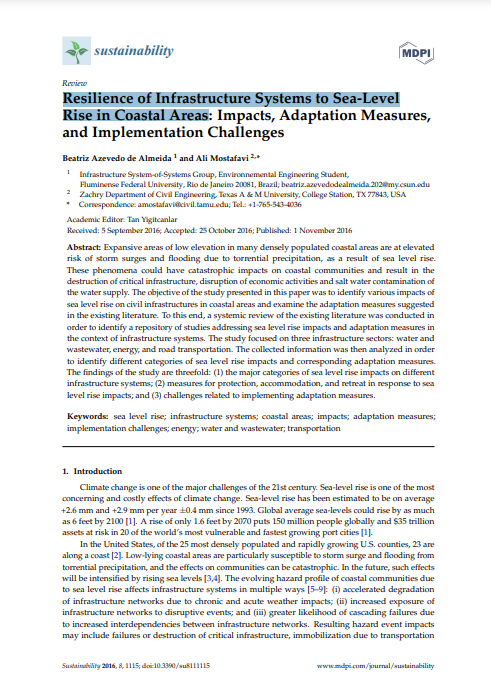 sustainability
MDPI
Review
Resilience of Infrastructure Systems to Sea-Level
Rise in Coastal Areas: Impacts, Adaptation Measures,
and Implementation Challenges
Beatriz Azevedo de Almeida 1 and Ali Mostafavi 2,*
1 Infrastructure System-of-Systems Group, Environnemental Engineering Student,
Fluminense Federal University, Rio de Janeiro 20081, Brazil; beatriz.azevedodealmeida.202@my.csun.edu
2 Zachry Department of Civil Engineering, Texas A & M University, College Station, TX 77843, USA
* Correspondence: amostafavi@civil.tamu.edu; Tel.: +1-765-543-4036
Academic Editor: Tan Yigitcanlar
Received: 5 September 2016; Accepted: 25 October 2016; Published: 1 November 2016
Abstract: Expansive areas of low elevation in many densely populated coastal areas are at elevated
risk of storm surges and flooding due to torrential precipitation, as a result of sea level rise.
These phenomena could have catastrophic impacts on coastal communities and result in the
destruction of critical infrastructure, disruption of economic activities and salt water contamination of
the water supply. The objective of the study presented in this paper was to identify various impacts of
sea level rise on civil infrastructures in coastal areas and examine the adaptation measures suggested
in the existing literature. To this end, a systemic review of the existing literature was conducted in
order to identify a repository of studies addressing sea level rise impacts and adaptation measures in
the context of infrastructure systems. The study focused on three infrastructure sectors: water and
wastewater, energy, and road transportation. The collected information was then analyzed in order
to identify different categories of sea level rise impacts and corresponding adaptation measures.
The findings of the study are threefold: (1) the major categories of sea level rise impacts on different
infrastructure systems; (2) measures for protection, accommodation, and retreat in response to sea
level rise impacts; and (3) challenges related to implementing adaptation measures.
Keywords: sea level rise; infrastructure systems; coastal areas; impacts; adaptation measures;
implementation challenges; energy; water and wastewater; transportation
1. Introduction
Climate change is one of the major challenges of the 21st century. Sea-level rise is one of the most
concerning and costly effects of climate change. Sea-level rise has been estimated to be on average
+2.6 mm and +2.9 mm per year ±0.4 mm since 1993. Global average sea-levels could rise by as much
as 6 feet by 2100 [1]. A rise of only 1.6 feet by 2070 puts 150 million people globally and $35 trillion
assets at risk in 20 of the world's most vulnerable and fastest growing port cities [1].
In the United States, of the 25 most densely populated and rapidly growing U.S. counties, 23 are
along a coast [2]. Low-lying coastal areas are particularly susceptible to storm surge and flooding from
torrential precipitation, and the effects on communities can be catastrophic. In the future, such effects
will be intensified by rising sea levels [3,4]. The evolving hazard profile of coastal communities due
to sea level rise affects infrastructure systems in multiple ways [5–9]: (i) accelerated degradation
of infrastructure networks due to chronic and acute weather impacts; (ii) increased exposure of
infrastructure networks to disruptive events; and (iii) greater likelihood of cascading failures due
to increased interdependencies between infrastructure networks. Resulting hazard event impacts
may include failures or destruction of critical infrastructure, immobilization due to transportation
Sustainability 2016, 8, 1115; doi:10.3390/su8111115
www.mdpi.com/journal/sustainability